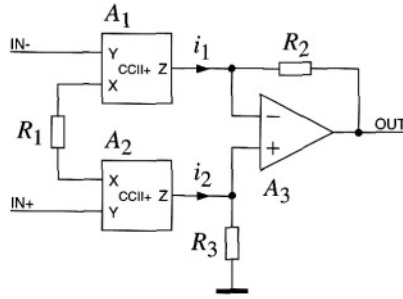 A1
IN-
Y
CCII+
Z
X
i1
R2
R1
A2
X
CCII+
Z
Y
i2
IN+
−
+
OUT
A3
R3